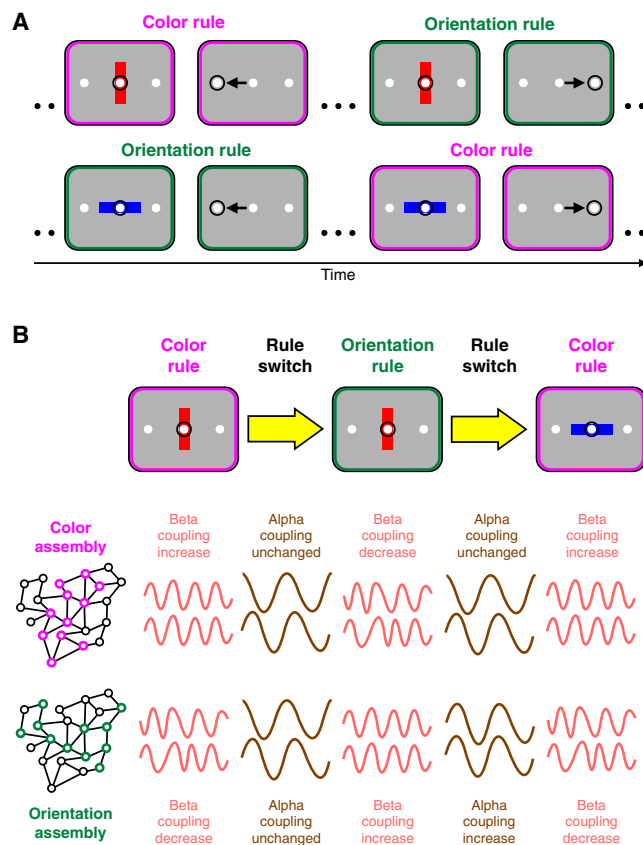 A
Color rule
Orientation rule
Orientation rule
Color rule
Time
B
Color
rule
Rule
switch
Orientation
rule
Rule
switch
Color
rule
Color
assembly
Beta
coupling
increase
Alpha
coupling
unchanged
Beta
coupling
decrease
Alpha
coupling
unchanged
Beta
coupling
increase
Orientation
assembly
Beta
coupling
decrease
Alpha
coupling
unchanged
Beta
coupling
increase
Alpha
coupling
increase
Beta
coupling
decrease